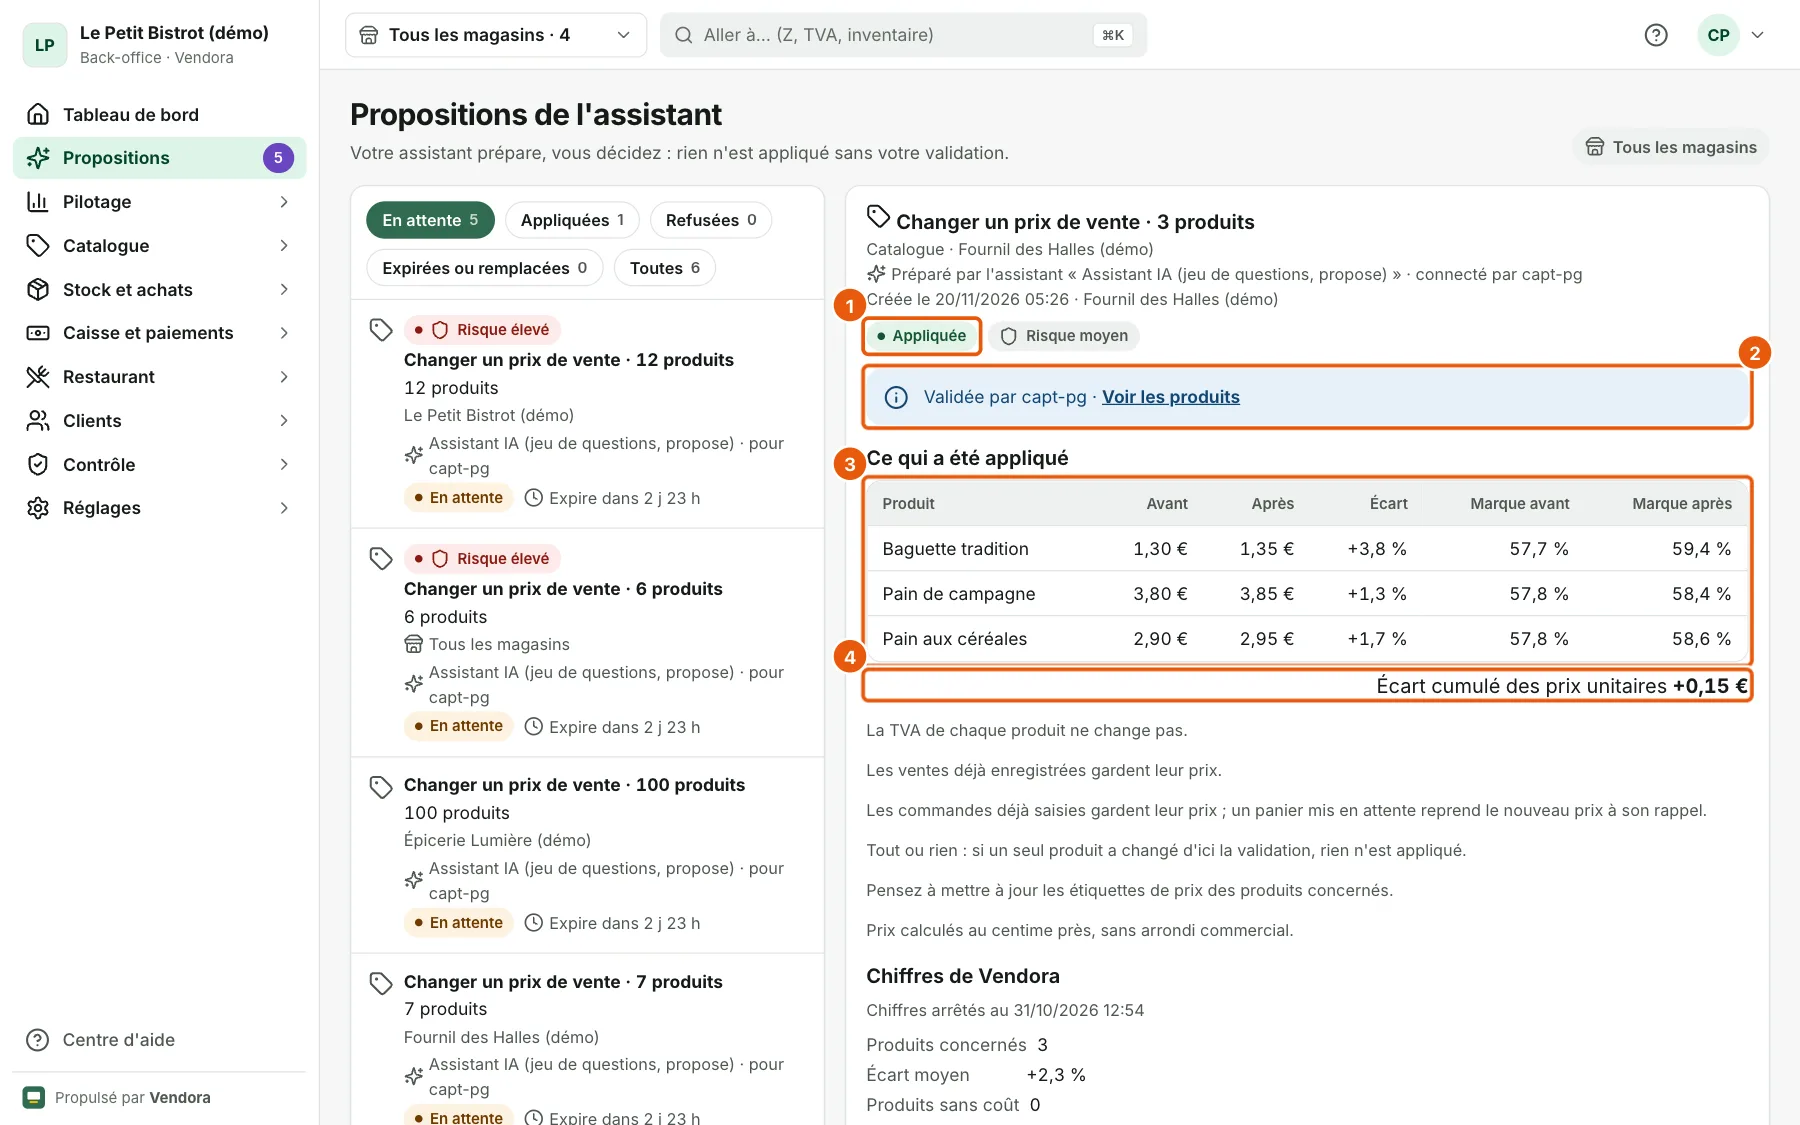 LP
Le Petit Bistrot (démo)
Back-office · Vendora
Tous les magasins · 4
Aller à... (Z, TVA, inventaire)
⌘K
CP
Tableau de bord
Propositions
5
Pilotage
Catalogue
Stock et achats
Caisse et paiements
Restaurant
Clients
Contrôle
Réglages
Centre d'aide
Propulsé par Vendora
Propositions de l'assistant
Votre assistant prépare, vous décidez : rien n'est appliqué sans votre validation.
Tous les magasins
En attente 5
Appliquées 1
Refusées 0
Expirées ou remplacées 0
Toutes 6
Risque élevé
Changer un prix de vente · 12 produits
12 produits
Le Petit Bistrot (démo)
Assistant IA (jeu de questions, propose) · pour
capt-pg
En attente
Expire dans 2 j 23 h
Risque élevé
Changer un prix de vente · 6 produits
6 produits
Tous les magasins
Assistant IA (jeu de questions, propose) · pour
capt-pg
En attente
Expire dans 2 j 23 h
Changer un prix de vente · 100 produits
100 produits
Épicerie Lumière (démo)
Assistant IA (jeu de questions, propose) · pour
capt-pg
En attente
Expire dans 2 j 23 h
Changer un prix de vente · 7 produits
7 produits
Fournil des Halles (démo)
Assistant IA (jeu de questions, propose) · pour
capt-pg
En attente
Expire dans 2 j 23 h
Changer un prix de vente · 3 produits
Catalogue · Fournil des Halles (démo)
Préparé par l'assistant « Assistant IA (jeu de questions, propose) » · connecté par capt-pg
Créée le 20/11/2026 05:26 · Fournil des Halles (démo)
1
Appliquée
Risque moyen
2
Validée par capt-pg · Voir les produits
3
Ce qui a été appliqué
Produit Avant Après Écart Marque avant Marque après
Baguette tradition 1,30 € 1,35 € +3,8 % 57,7 % 59,4 %
Pain de campagne 3,80 € 3,85 € +1,3 % 57,8 % 58,4 %
Pain aux céréales 2,90 € 2,95 € +1,7 % 57,8 % 58,6 %
4
Écart cumulé des prix unitaires +0,15 €
La TVA de chaque produit ne change pas.
Les ventes déjà enregistrées gardent leur prix.
Les commandes déjà saisies gardent leur prix ; un panier mis en attente reprend le nouveau prix à son rappel.
Tout ou rien : si un seul produit a changé d'ici la validation, rien n'est appliqué.
Pensez à mettre à jour les étiquettes de prix des produits concernés.
Prix calculés au centime près, sans arrondi commercial.
Chiffres de Vendora
Chiffres arrêtés au 31/10/2026 12:54
Produits concernés 3
Écart moyen +2,3 %
Produits sans coût 0